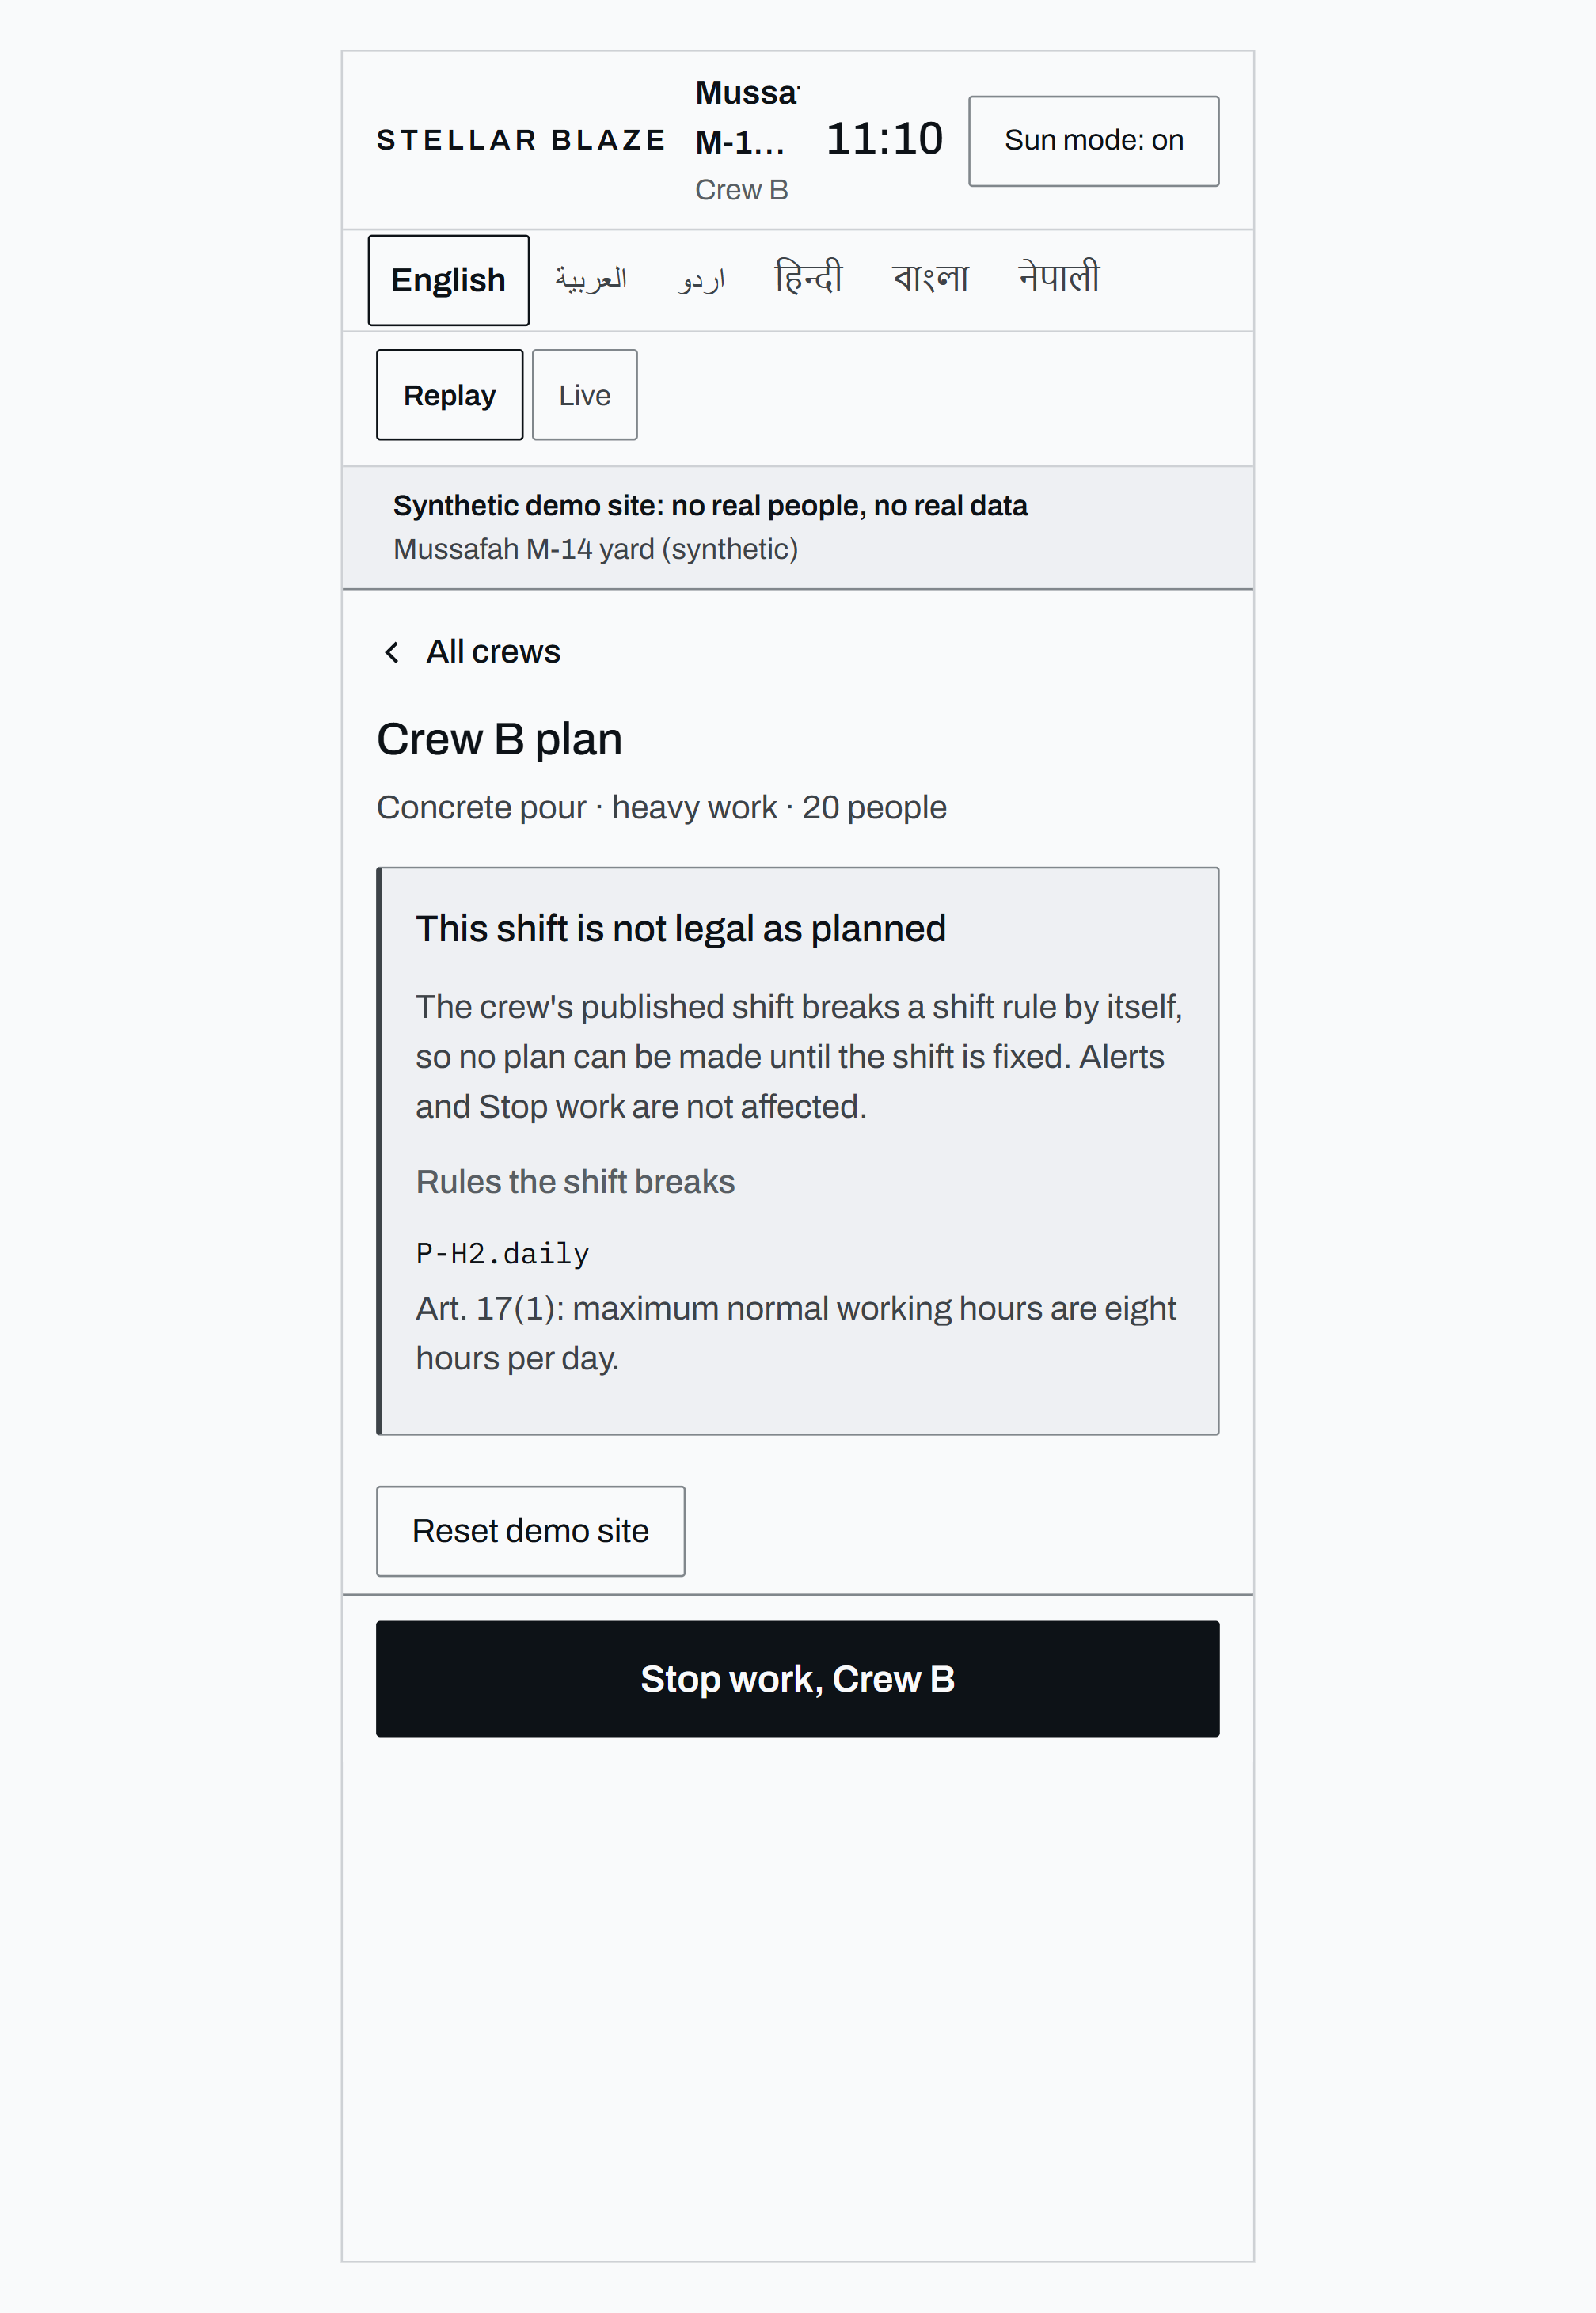 STELLAR BLAZE
Mussaf
M-1...
Crew B
11:10
Sun mode: on
English العربية اردو हिन्दी বাংলা नेपाली
Replay Live
Synthetic demo site: no real people, no real data
Mussafah M-14 yard (synthetic)
All crews
Crew B plan
Concrete pour · heavy work · 20 people
This shift is not legal as planned
The crew's published shift breaks a shift rule by itself,
so no plan can be made until the shift is fixed. Alerts
and Stop work are not affected.
Rules the shift breaks
P-H2.daily
Art. 17(1): maximum normal working hours are eight
hours per day.
Reset demo site
Stop work, Crew B